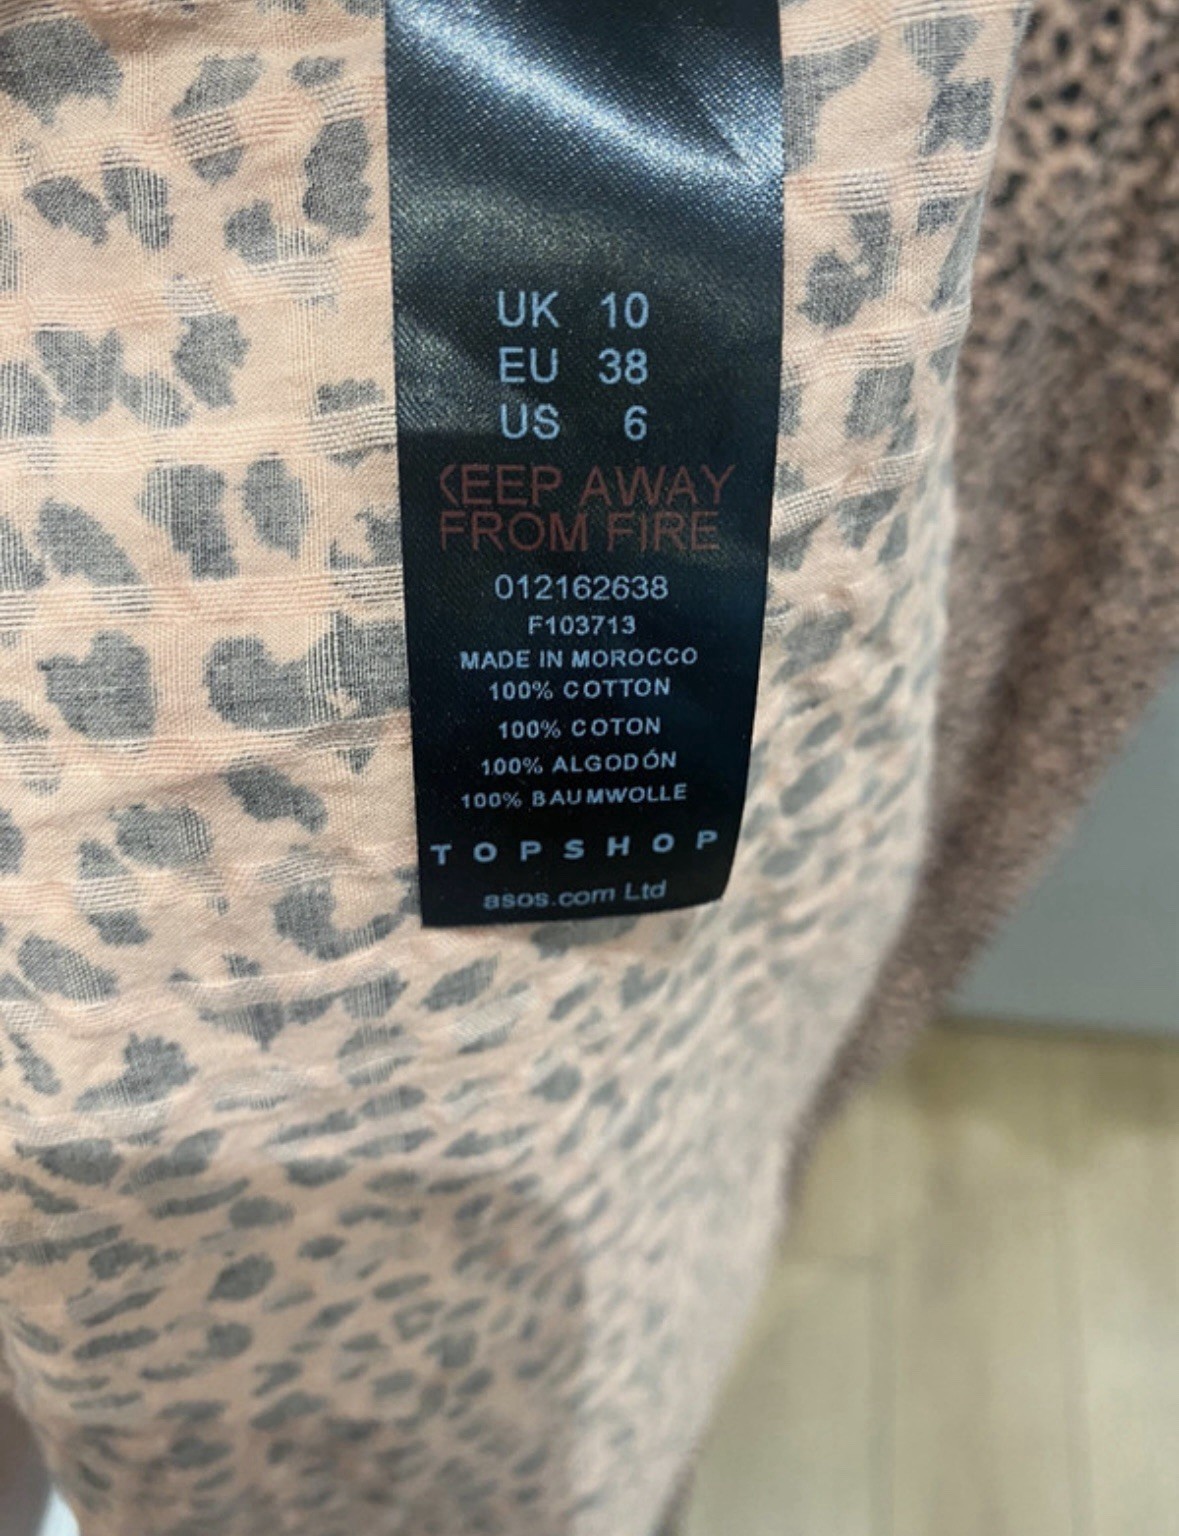 UK 10
EU 38
US 6
KEEP AWAY
FROM FIRE
012162638
F103713
MADE IN MOROCCO
100% COTTON
100% COTON
100% ALGODÓN
100% BAUMWOLLE
TOPSHOP
asos.com Ltd